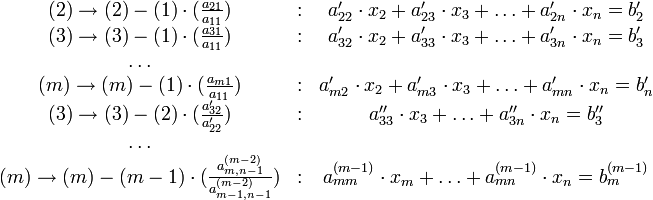 (2) → (2) − (1) · (a₂₁/a₁₁) : a′₂₂ · x₂ + a′₂₃ · x₃ + … + a′₂ₙ · xₙ = b′₂
(3) → (3) − (1) · (a₃₁/a₁₁) : a′₃₂ · x₂ + a′₃₃ · x₃ + … + a′₃ₙ · xₙ = b′₃
…
(m) → (m) − (1) · (aₘ₁/a₁₁) : a′ₘ₂ · x₂ + a′ₘ₃ · x₃ + … + a′ₘₙ · xₙ = b′ₙ
(3) → (3) − (2) · (a′₃₂/a′₂₂) : a″₃₃ · x₃ + … + a″₃ₙ · xₙ = b″₃
…
(m) → (m) − (m − 1) · (a⁽ᵐ⁻²⁾ₘ,ₙ₋₁/a⁽ᵐ⁻²⁾ₘ₋₁,ₙ₋₁) : a⁽ᵐ⁻¹⁾ₘₘ · xₘ + … + a⁽ᵐ⁻¹⁾ₘₙ · xₙ = b⁽ᵐ⁻¹⁾ₘ